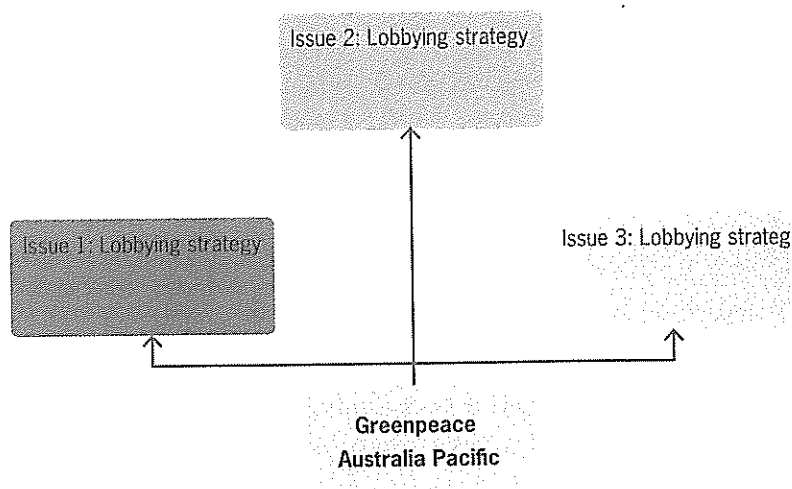 Issue 2: Lobbying strategy
Issue 1: Lobbying strategy
Issue 3: Lobbying strateg
Greenpeace
Australia Pacific